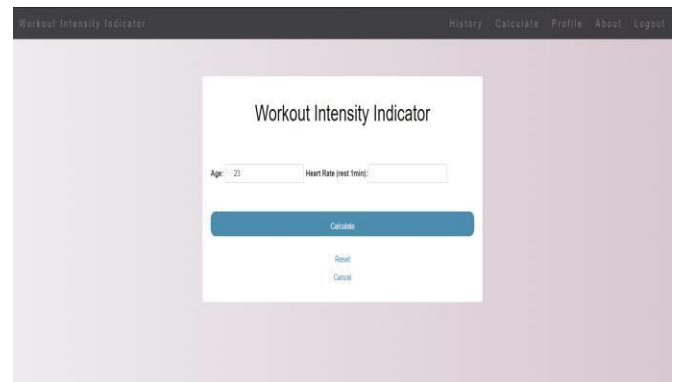 Workout Intensity Indicator History Calculate Profile About Logout
Workout Intensity Indicator
Age: 23 Heart Rate (rest 1min):
Calculate
Reset
Cancel